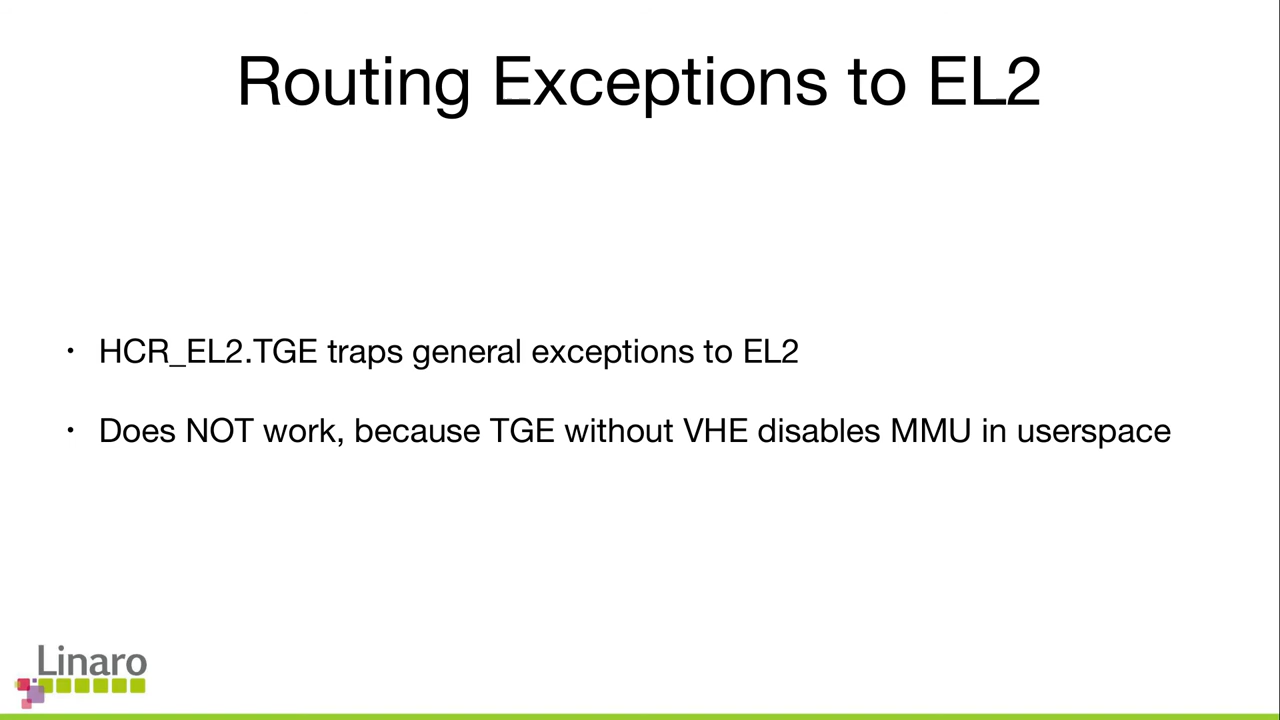 Routing Exceptions to EL2
• HCR_EL2.TGE traps general exceptions to EL2
• Does NOT work, because TGE without VHE disables MMU in userspace
Linaro